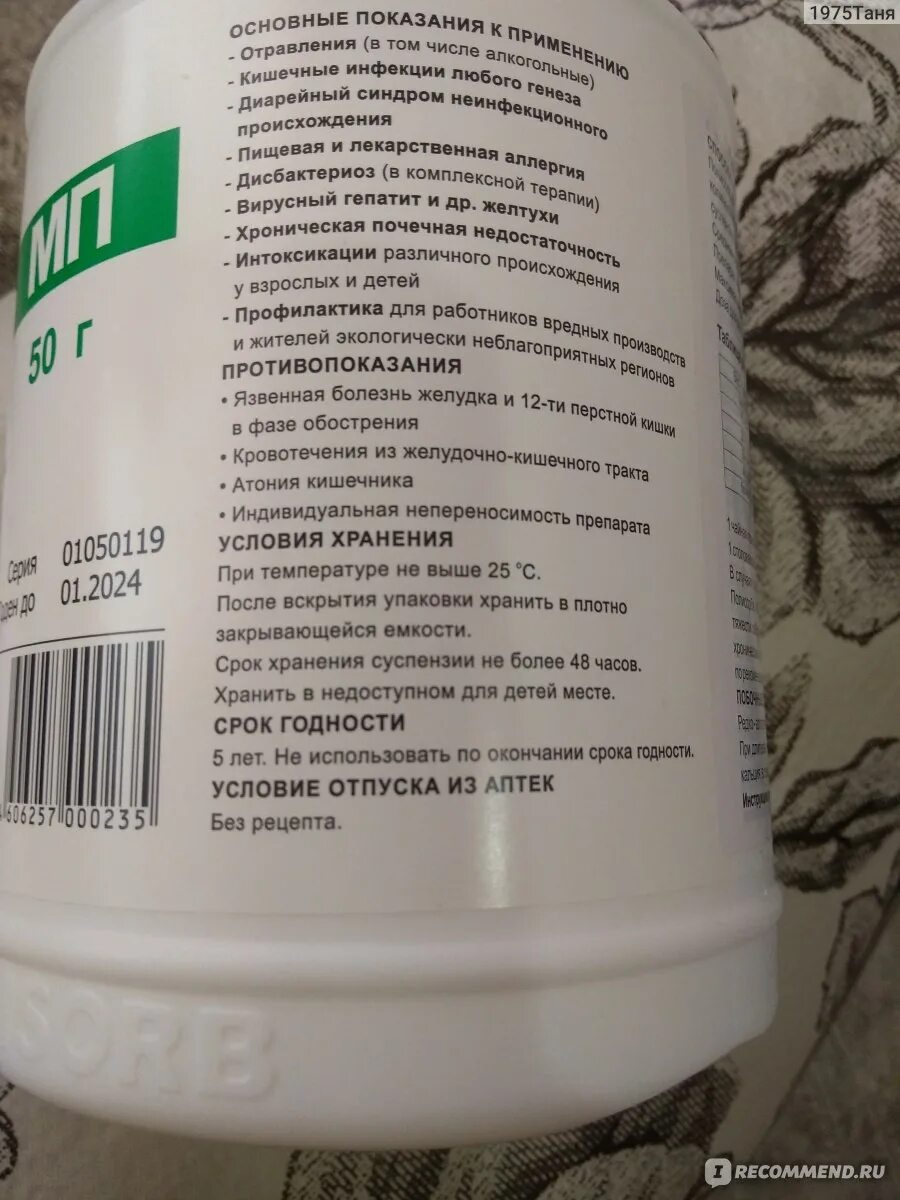 1975Таня
ОСНОВНЫЕ ПОКАЗАНИЯ К ПРИМЕНЕНИЮ
- Отравления (в том числе алкогольные)
- Кишечные инфекции любого генеза
- Диарейный синдром неинфекционного
происхождения
- Пищевая и лекарственная аллергия
- Дисбактериоз (в комплексной терапии)
- Вирусный гепатит и др. желтухи
- Хроническая почечная недостаточность
- Интоксикации различного происхождения
у взрослых и детей
- Профилактика для работников вредных производств
и жителей экологически неблагоприятных регионов
ПРОТИВОПОКАЗАНИЯ
• Язвенная болезнь желудка и 12-ти перстной кишки
в фазе обострения
• Кровотечения из желудочно-кишечного тракта
• Атония кишечника
• Индивидуальная непереносимость препарата
УСЛОВИЯ ХРАНЕНИЯ
При температуре не выше 25 °С.
После вскрытия упаковки хранить в плотно
закрывающейся емкости.
Срок хранения суспензии не более 48 часов.
Хранить в недоступном для детей месте.
СРОК ГОДНОСТИ
5 лет. Не использовать по окончании срока годности.
УСЛОВИЕ ОТПУСКА ИЗ АПТЕК
Без рецепта.
МП
50 г
Серия 01050119
до 01.2024
606257 000235
SORB
IRECOMMEND.RU